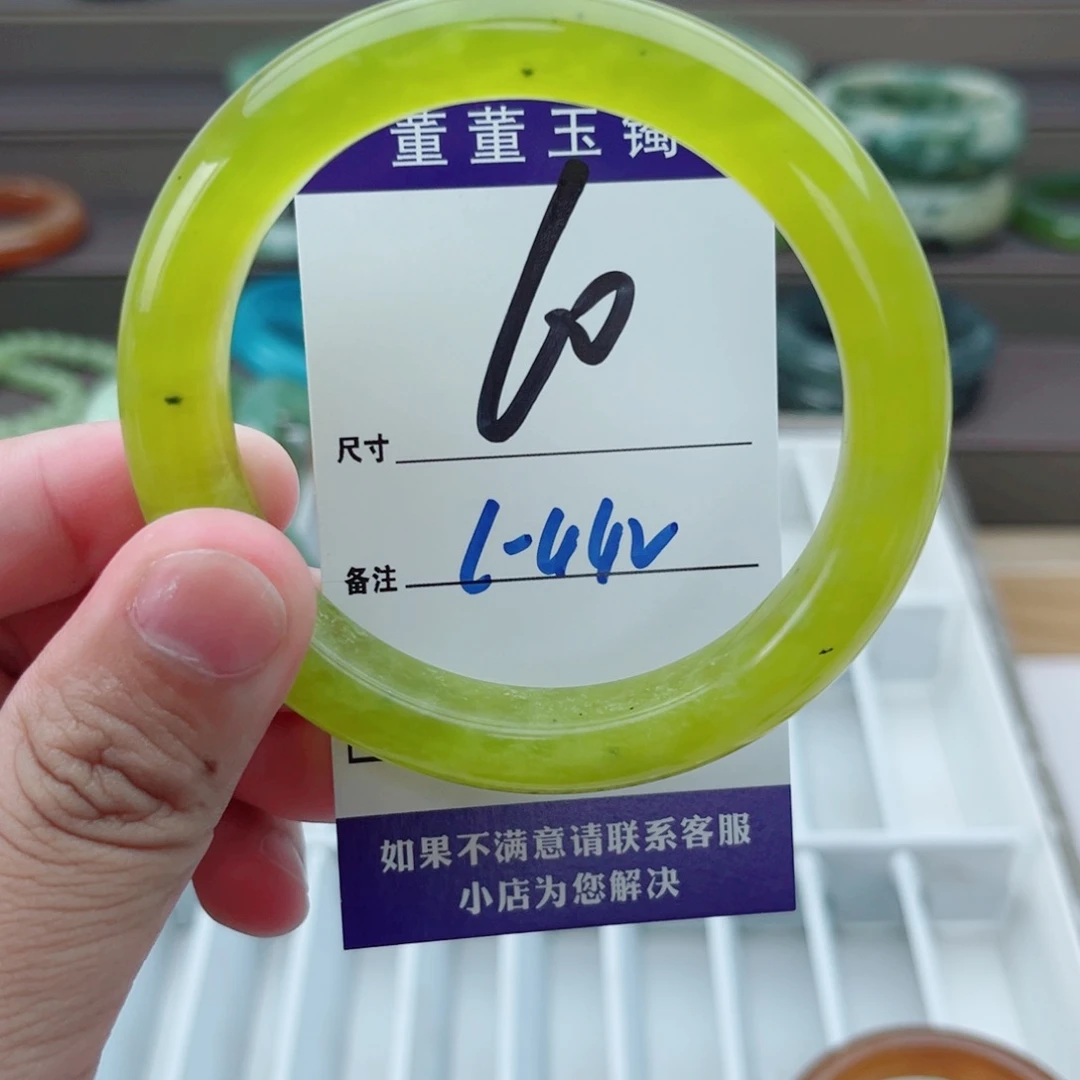 董董玉镯
60
尺寸
备注
如果不满意请联系客服
小店为您解决